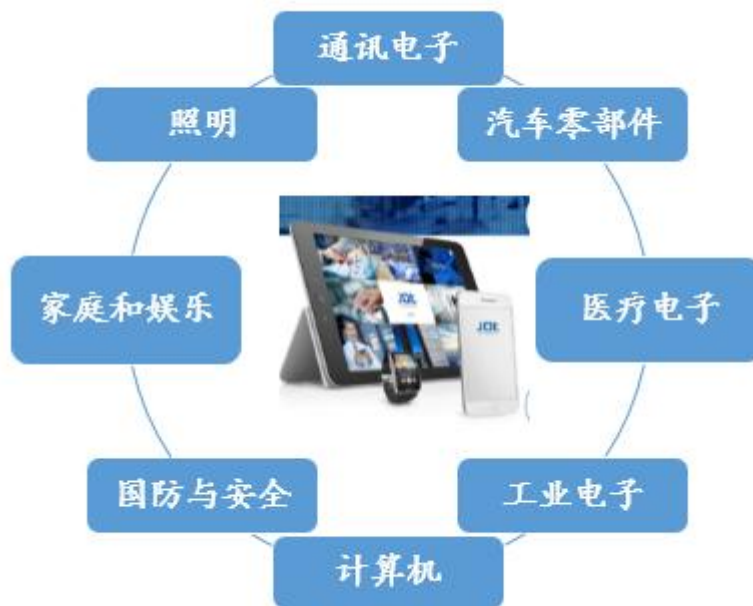 通讯电子
照明
汽车零部件
家庭和娱乐
医疗电子
国防与安全
工业电子
计算机